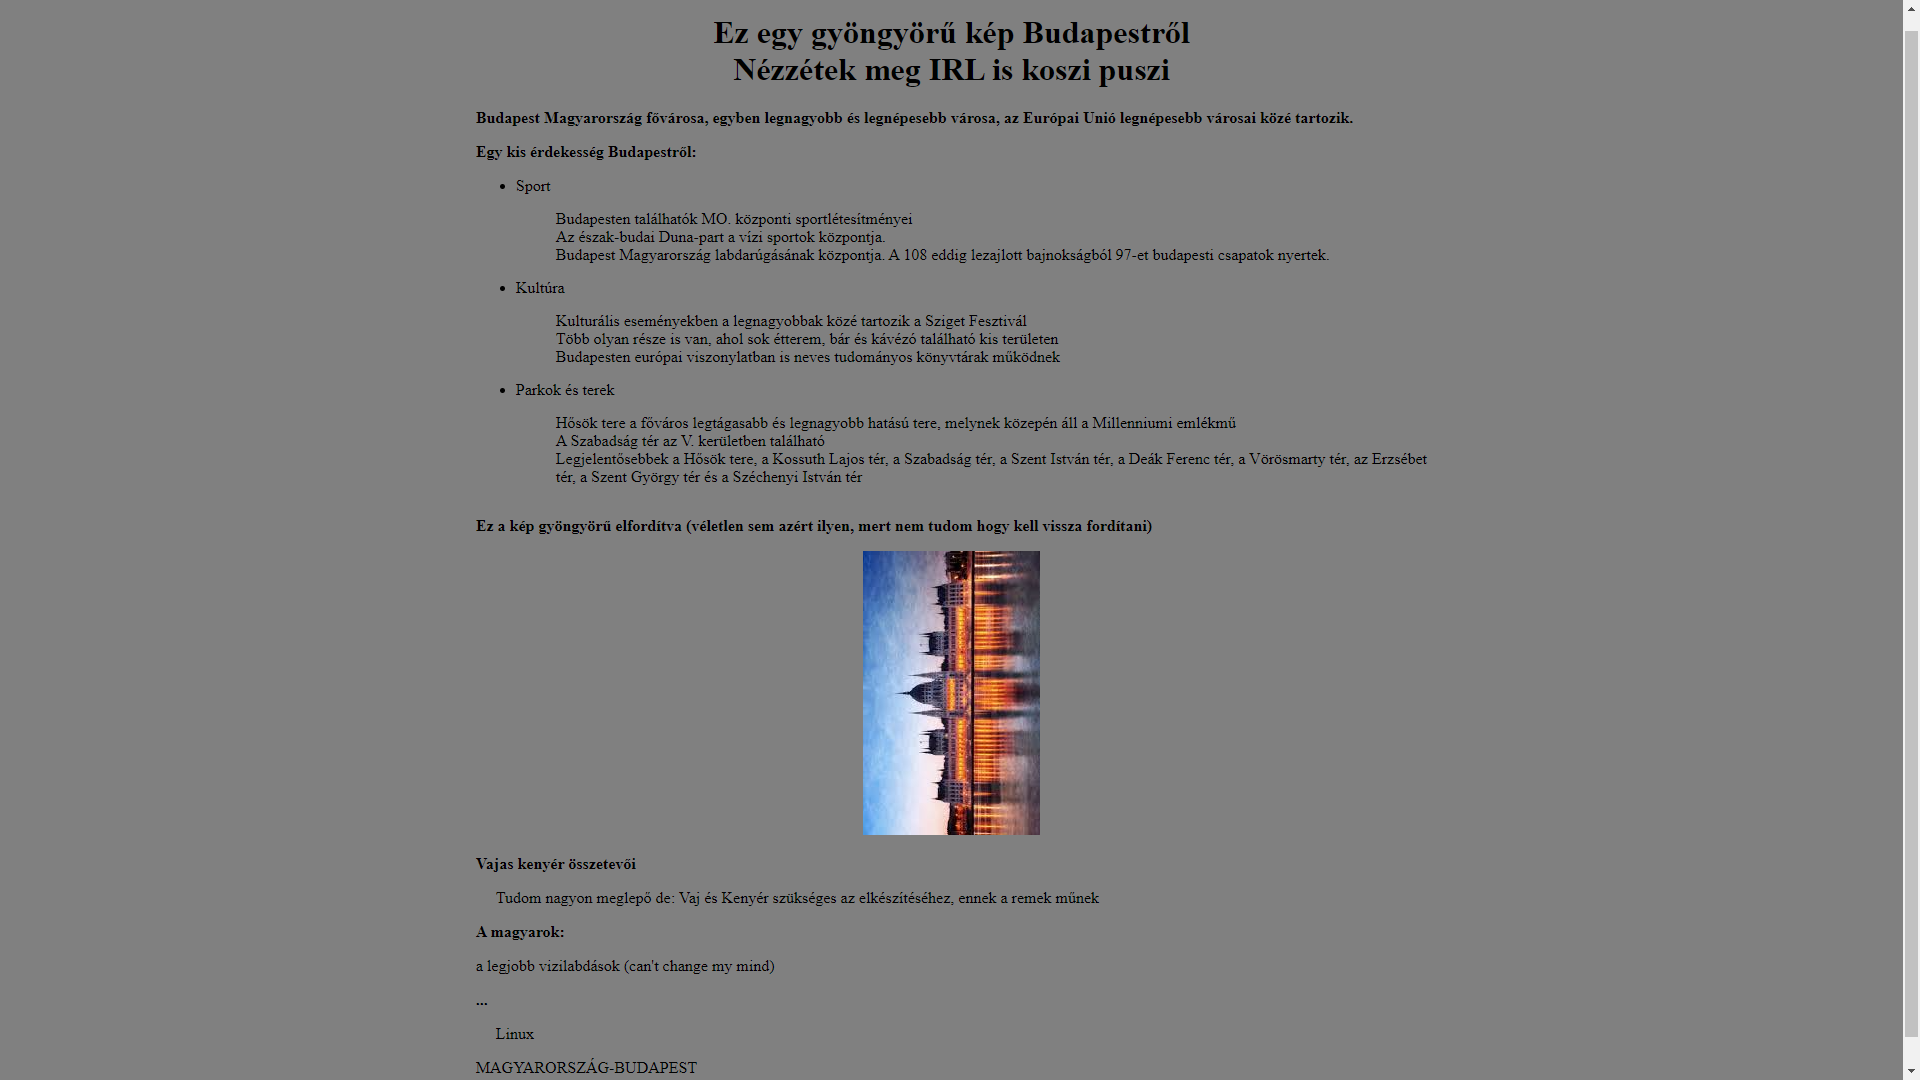 Ez egy gyöngyörű kép Budapestről
Nézzétek meg IRL is koszi puszi
Budapest Magyarország fővárosa, egyben legnagyobb és legnépesebb városa, az Európai Unió legnépesebb városai közé tartozik.
Egy kis érdekesség Budapestről:
• Sport
Budapesten találhatók MO. központi sportlétesítményei
Az észak-budai Duna-part a vízi sportok központja.
Budapest Magyarország labdarúgásának központja. A 108 eddig lezajlott bajnokságból 97-et budapesti csapatok nyertek.
• Kultúra
Kulturális eseményekben a legnagyobbak közé tartozik a Sziget Fesztivál
Több olyan része is van, ahol sok étterem, bár és kávézó található kis területen
Budapesten európai viszonylatban is neves tudományos könyvtárak működnek
• Parkok és terek
Hősök tere a főváros legtágasabb és legnagyobb hatású tere, melynek közepén áll a Millenniumi emlékmű
A Szabadság tér az V. kerületben található
Legjelentősebbek a Hősök tere, a Kossuth Lajos tér, a Szabadság tér, a Szent István tér, a Deák Ferenc tér, a Vörösmarty tér, az Erzsébet
tér, a Szent György tér és a Széchenyi István tér
Ez a kép gyöngyörű elfordítva (véletlen sem azért ilyen, mert nem tudom hogy kell vissza fordítani)
Vajas kenyér összetevői
Tudom nagyon meglepő de: Vaj és Kenyér szükséges az elkészítéséhez, ennek a remek műnek
A magyarok:
a legjobb vizilabdások (can't change my mind)
...
Linux
MAGYARORSZÁG-BUDAPEST